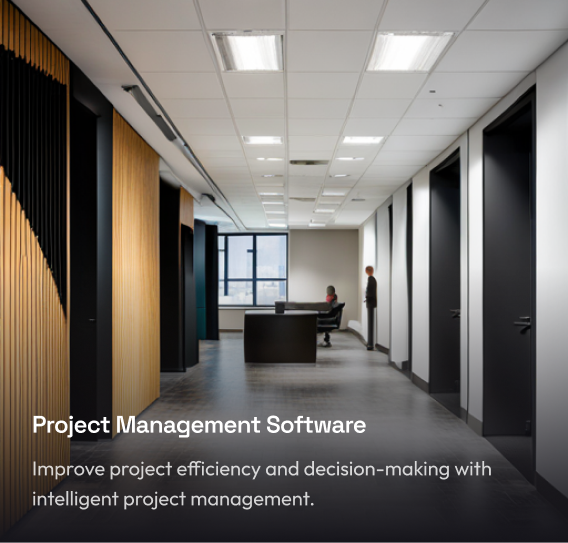 Project Management Software
Improve project efficiency and decision-making with
intelligent project management.